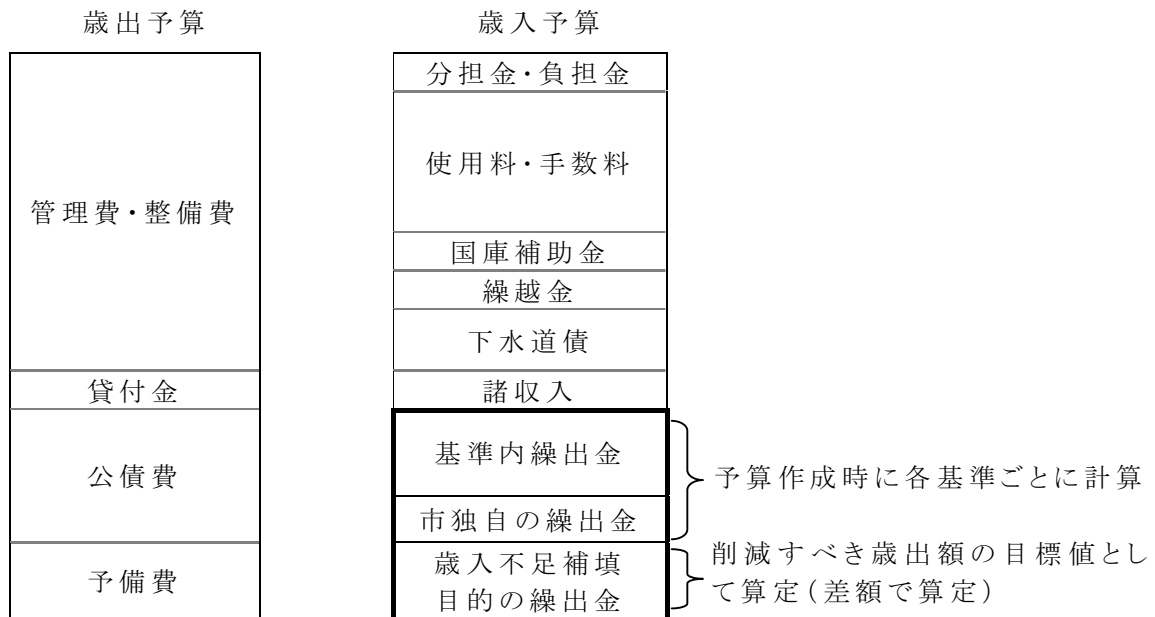 歳出予算
歳入予算
管理費・整備費
貸付金
公債費
予備費
分担金・負担金
使用料・手数料
国庫補助金
繰越金
下水道債
諸収入
基準内繰出金
市独自の繰出金
歳入不足補填
目的の繰出金
予算作成時に各基準ごとに計算
削減すべき歳出額の目標値とし
て算定(差額で算定)